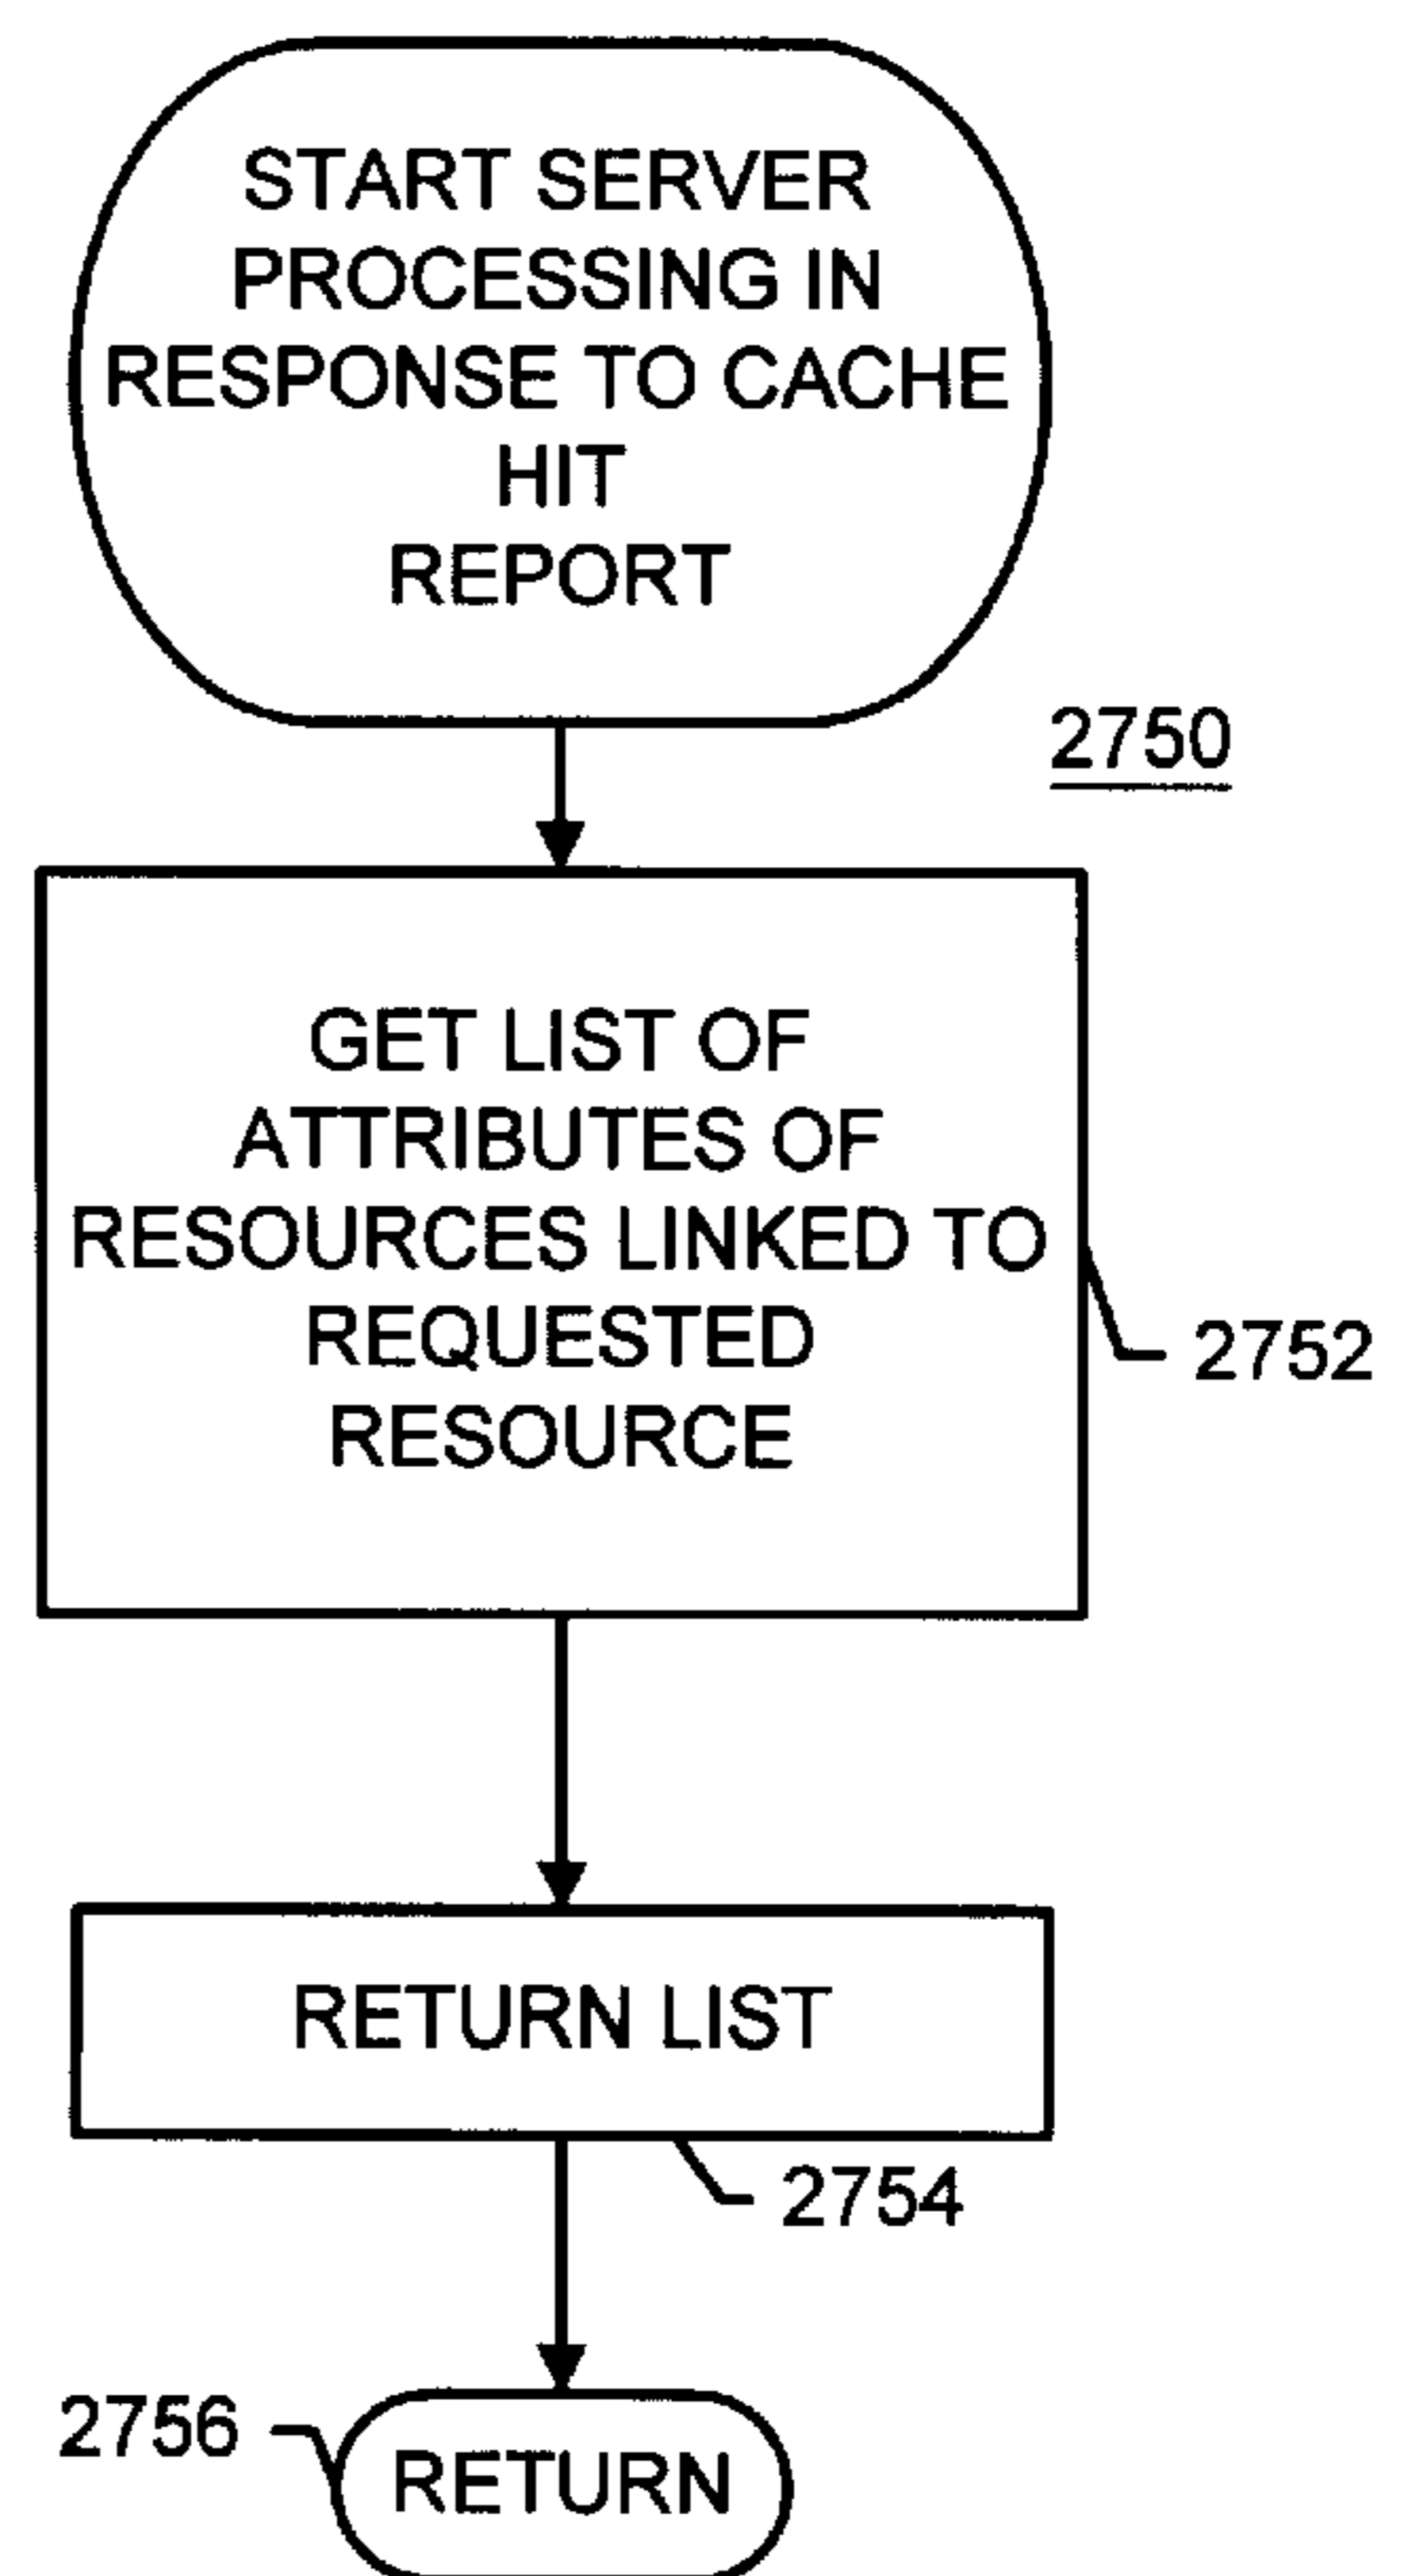 START SERVER
PROCESSING IN
RESPONSE TO CACHE
HIT
REPORT
2750
GET LIST OF
ATTRIBUTES OF
RESOURCES LINKED TO
REQUESTED
RESOURCE
2752
RETURN LIST
2754
2756
RETURN